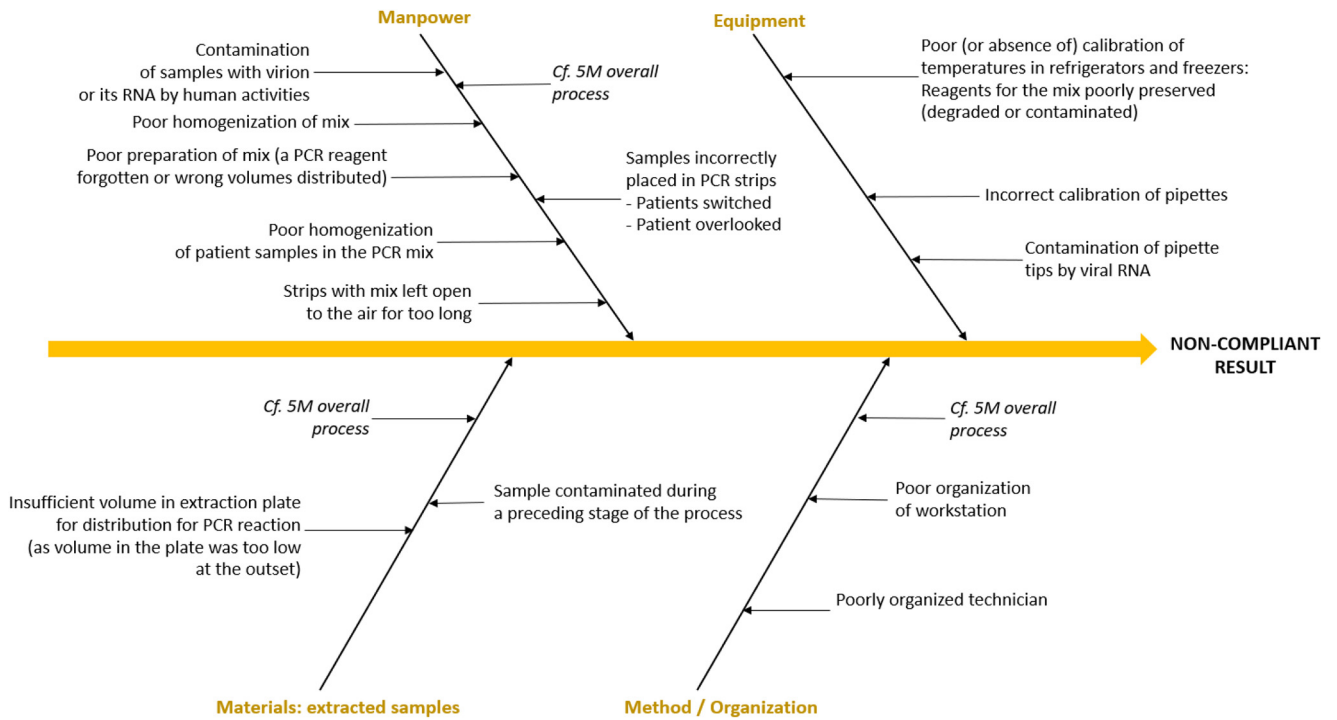 Manpower
Equipment
Contamination
of samples with virion
or its RNA by human activities
Cf. 5M overall
process
Poor homogenization of mix
Poor preparation of mix (a PCR reagent
forgotten or wrong volumes distributed)
Samples incorrectly
placed in PCR strips
- Patients switched
- Patient overlooked
Poor homogenization
of patient samples in the PCR mix
Strips with mix left open
to the air for too long
Poor (or absence of) calibration of
temperatures in refrigerators and freezers:
Reagents for the mix poorly preserved
(degraded or contaminated)
Incorrect calibration of pipettes
Contamination of pipette
tips by viral RNA
NON-COMPLIANT
RESULT
Cf. 5M overall
process
Insufficient volume in extraction plate
for distribution for PCR reaction
(as volume in the plate was too low
at the outset)
Sample contaminated during
a preceding stage of the process
Cf. 5M overall
process
Poor organization
of workstation
Poorly organized technician
Materials: extracted samples
Method / Organization